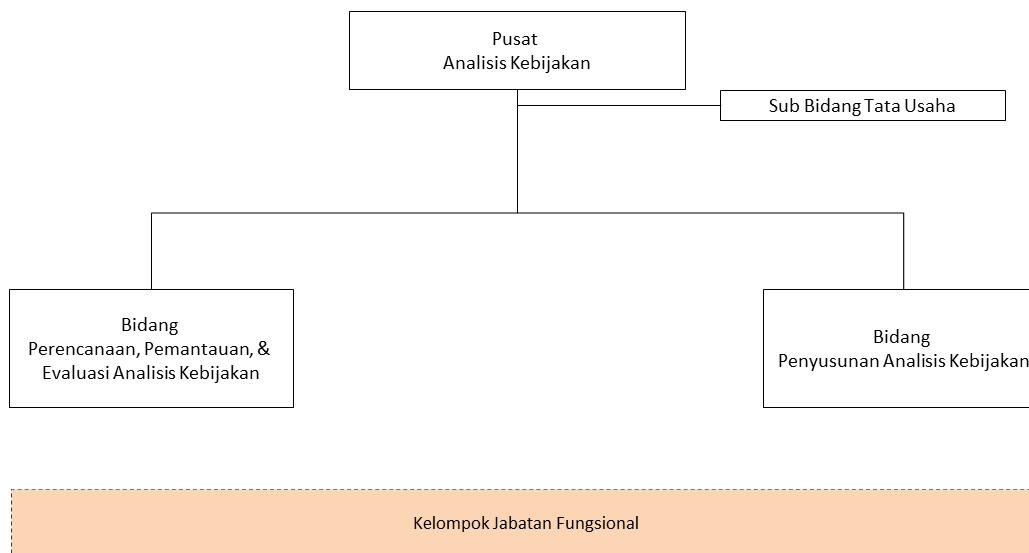 Pusat
Analisis Kebijakan
Sub Bidang Tata Usaha
Bidang
Perencanaan, Pemantauan, &
Evaluasi Analisis Kebijakan
Bidang
Penyusunan Analisis Kebijakan
Kelompok Jabatan Fungsional